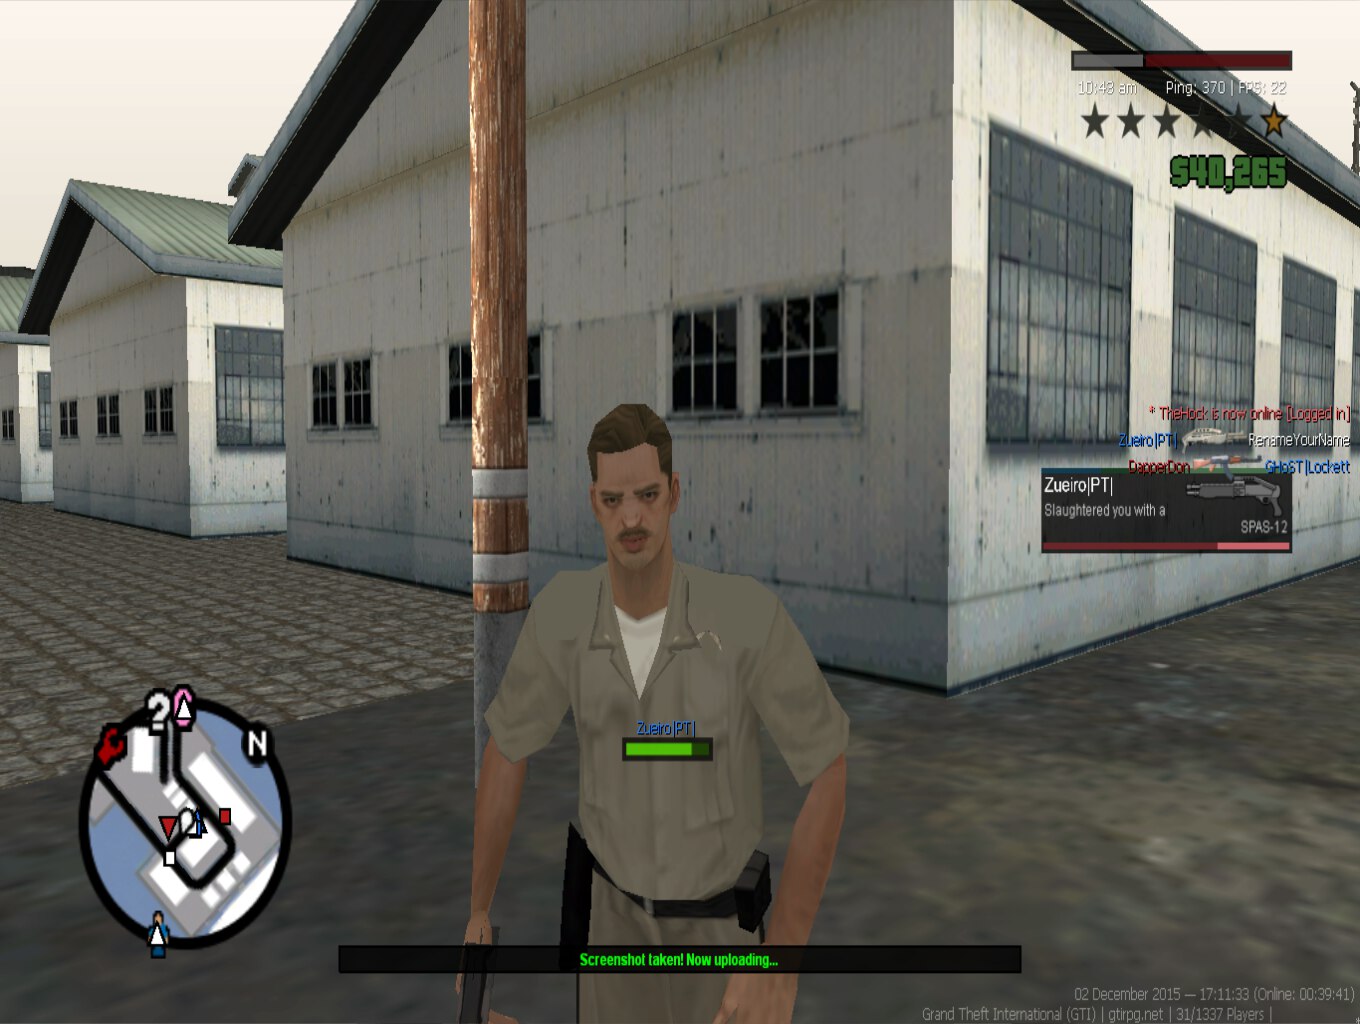 10:43 am Ping: 370 | FPS: 22
$40,265
* TheHock is now online [Logged in]
Zueiro|PT| RenameYourName
DapperDon GHoST|Lockett
Zueiro|PT|
Slaughtered you with a
SPAS-12
N
Zueiro|PT|
Screenshot taken! Now uploading...
02 December 2015 — 17:11:33 (Online: 00:39:41)
Grand Theft International (GTI) | gtirpg.net | 31/1337 Players |